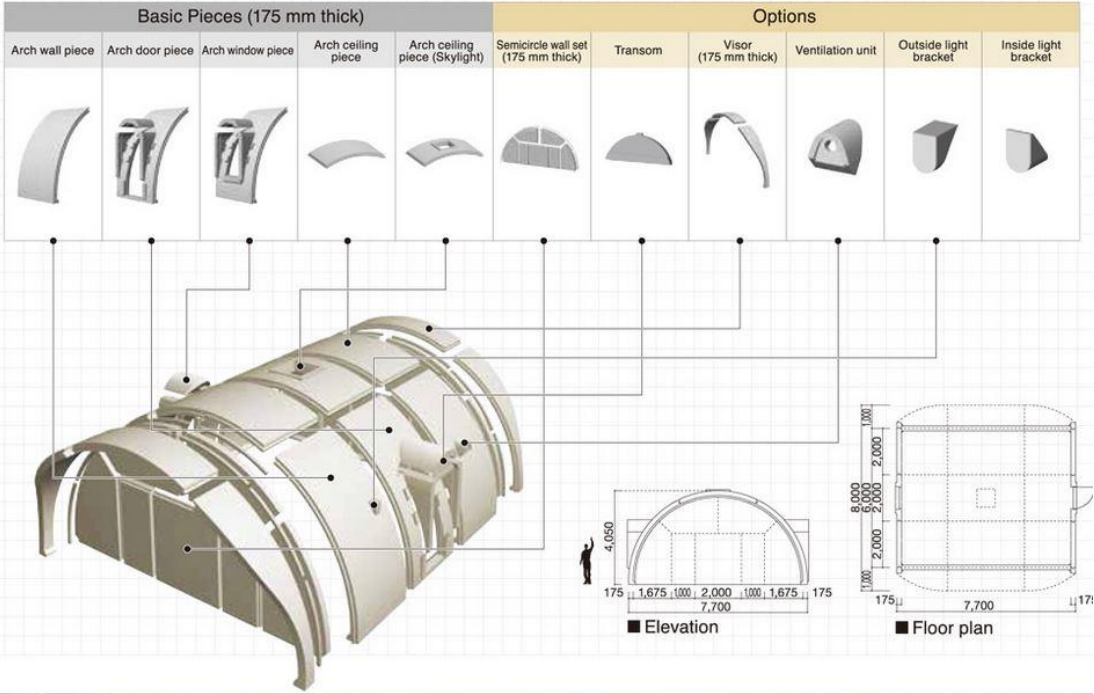 Basic Pieces (175 mm thick)
Options
Arch wall piece
Arch door piece
Arch window piece
Arch ceiling
piece
Arch ceiling
piece (Skylight)
Semicircle wall set
(175 mm thick)
Transom
Visor
(175 mm thick)
Ventilation unit
Outside light
bracket
Inside light
bracket
4,050
175 1,675 1,000 2,000 1,000 1,675 175
7,700
■ Elevation
1,000
2,000
8,000
6,000
2,000
2,000
1,000
175 7,700 175
■ Floor plan